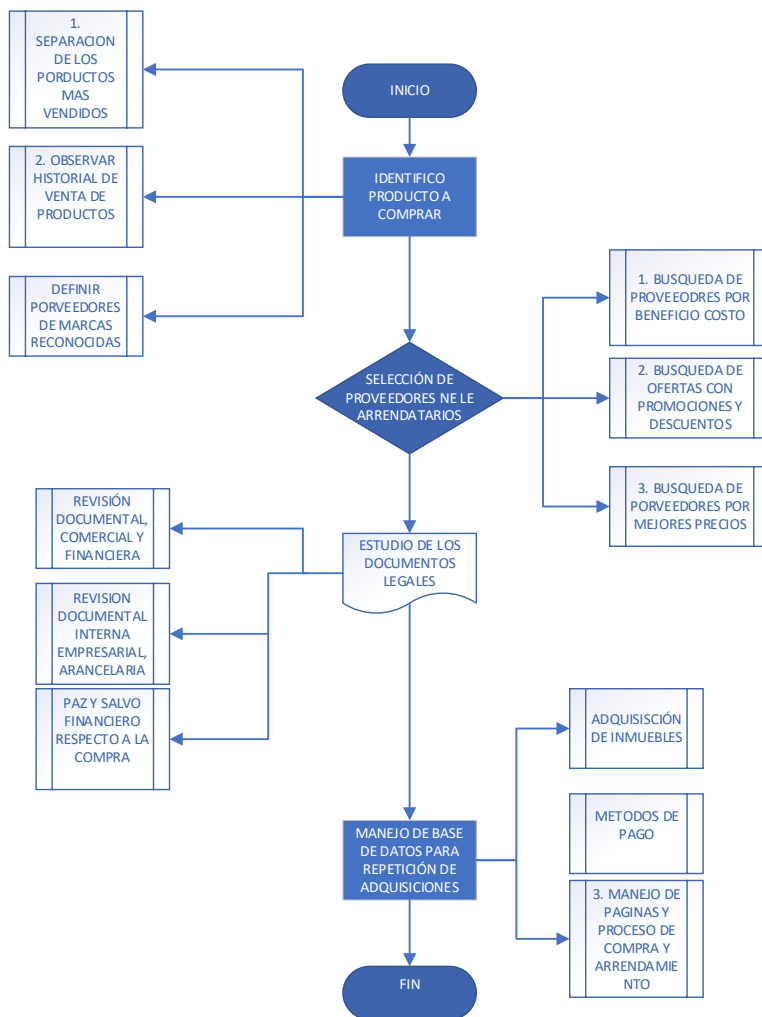 1.
SEPARACION
DE LOS
PORDUCTOS
MAS
VENDIDOS
INICIO
2. OBSERVAR
HISTORIAL DE
VENTA DE
PRODUCTOS
IDENTIFICO
PRODUCTO A
COMPRAR
DEFINIR
PORVEEDORES
DE MARCAS
RECONOCIDAS
1. BUSQUEDA DE
PROVEEODRES POR
BENEFICIO COSTO
SELECCIÓN DE
PROVEEDORES NE LE
ARRENDATARIOS
2. BUSQUEDA DE
OFERTAS CON
PROMOCIONES Y
DESCUENTOS
3. BUSQUEDA DE
PORVEEDORES POR
MEJORES PRECIOS
REVISIÓN
DOCUMENTAL,
COMERCIAL Y
FINANCIERA
ESTUDIO DE LOS
DOCUMENTOS
LEGALES
REVISION
DOCUMENTAL
INTERNA
EMPRESARIAL,
ARANCELARIA
PAZ Y SALVO
FINANCIERO
RESPECTO A LA
COMPRA
ADQUISISCIÓN
DE INMUEBLES
METODOS DE
PAGO
MANEJO DE BASE
DE DATOS PARA
REPETICIÓN DE
ADQUISICIONES
3. MANEJO DE
PAGINAS Y
PROCESO DE
COMPRA Y
ARRENDAMIE
NTO
FIN